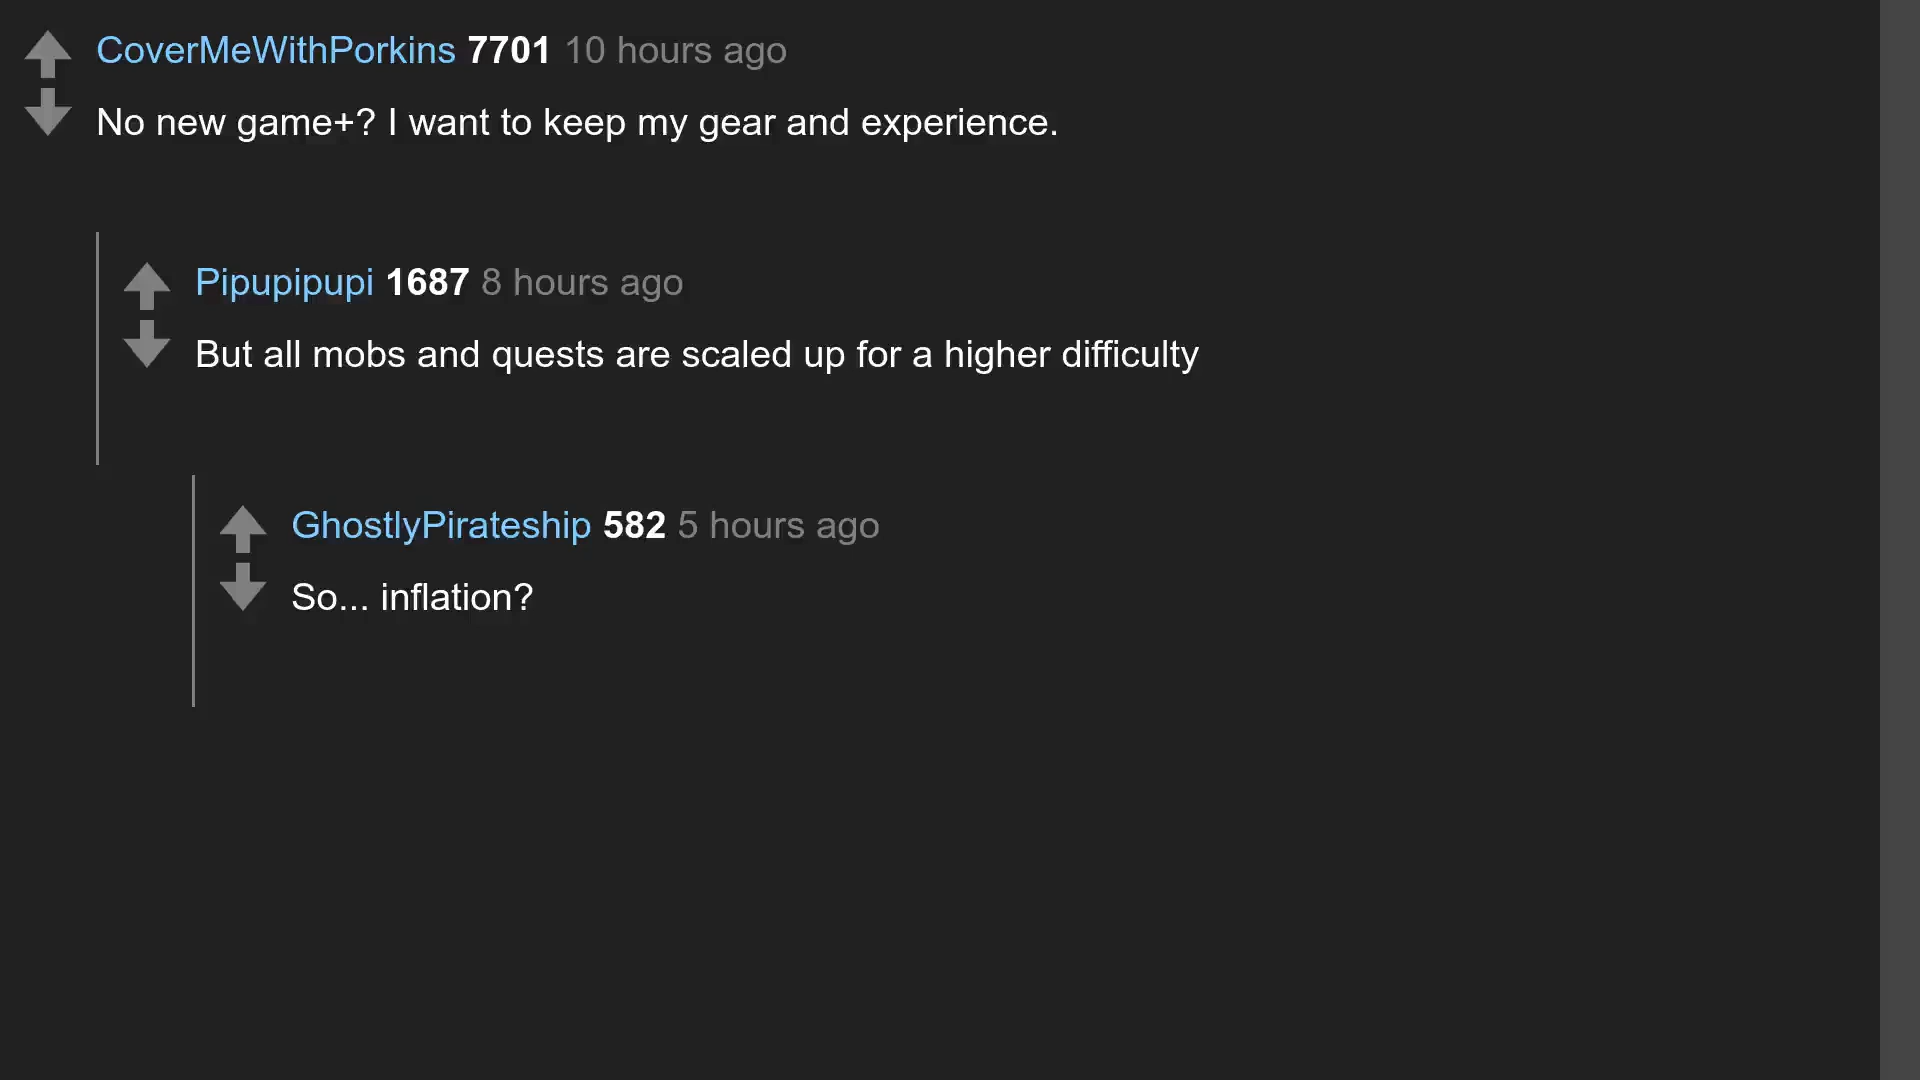 CoverMeWithPorkins 7701 10 hours ago
No new game+? I want to keep my gear and experience.
Pipupipupi 1687 8 hours ago
But all mobs and quests are scaled up for a higher difficulty
GhostlyPirateship 582 5 hours ago
So... inflation?